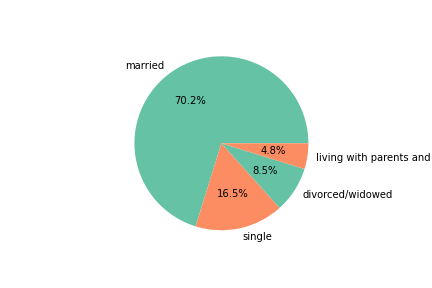 married
70.2%
4.8%
living with parents and
8.5%
divorced/widowed
16.5%
single